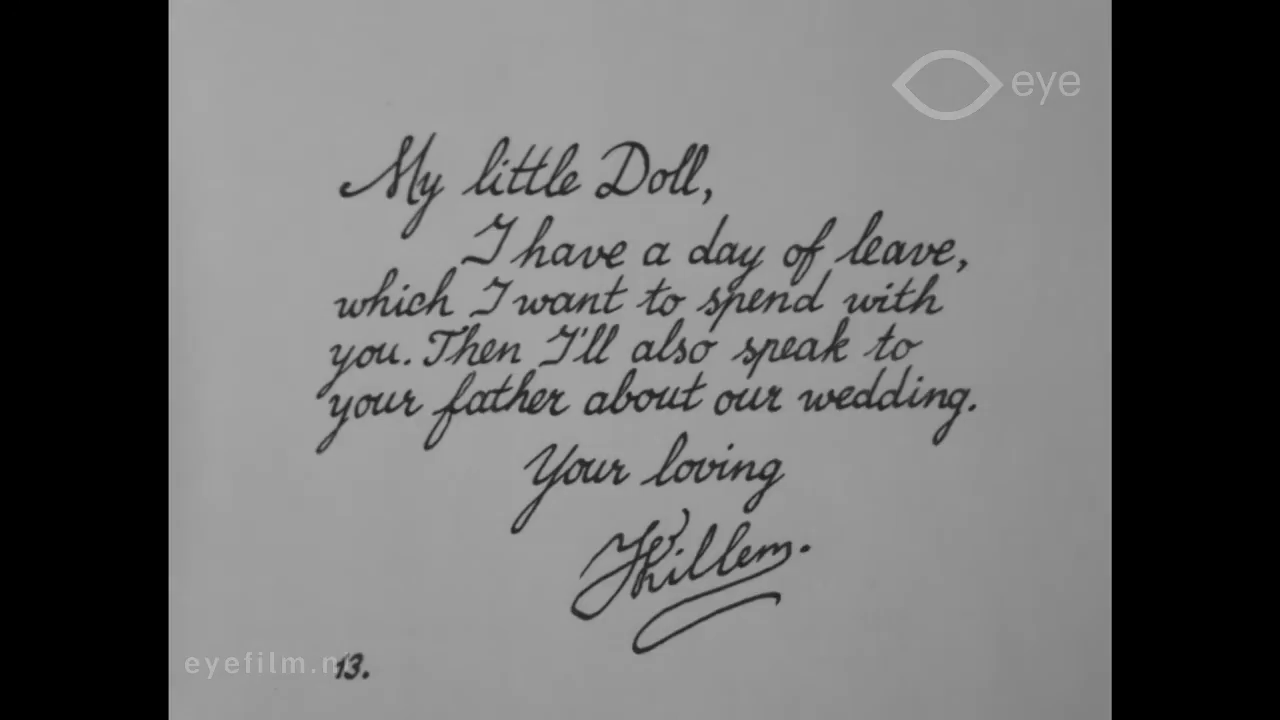 eye
My little Doll,
I have a day of leave,
which I want to spend with
you. Then I'll also speak to
your father about our wedding.
Your loving
Willem.
eyefilm.nl
13.